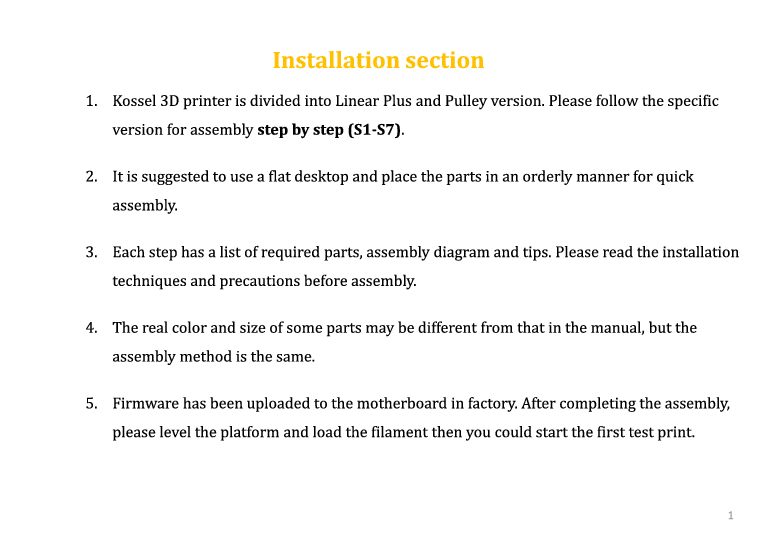 Installation section
1. Kossel 3D printer is divided into Linear Plus and Pulley version. Please follow the specific
version for assembly step by step (S1-S7).
2. It is suggested to use a flat desktop and place the parts in an orderly manner for quick
assembly.
3. Each step has a list of required parts, assembly diagram and tips. Please read the installation
techniques and precautions before assembly.
4. The real color and size of some parts may be different from that in the manual, but the
assembly method is the same.
5. Firmware has been uploaded to the motherboard in factory. After completing the assembly,
please level the platform and load the filament then you could start the first test print.
1